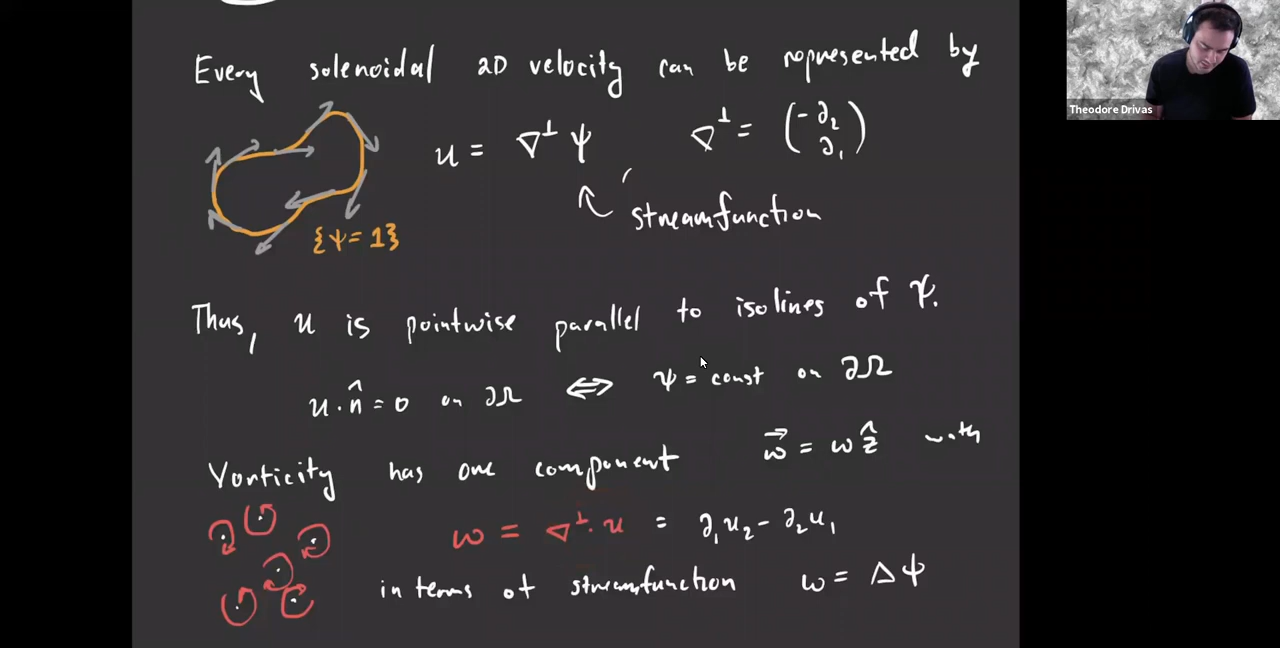 Theodore Drivas
Every solenoidal 2D velocity can be represented by
u = ∇⊥ ψ ∇⊥ = (-∂₂ ∂₁)
streamfunction
{ψ = 1}
Thus, u is pointwise parallel to isolines of ψ.
u · n̂ = 0 on ∂Ω ⟺ ψ = const on ∂Ω
Vorticity has one component ω⃗ = ω ẑ with
ω = ∇⊥ · u = ∂₁u₂ - ∂₂u₁
in terms of streamfunction ω = Δψ